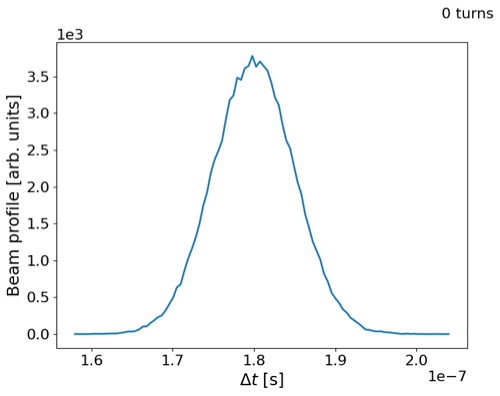 0 turns
1e3
3.5
3.0
2.5
2.0
1.5
1.0
0.5
0.0
Beam profile [arb. units]
1.6 1.7 1.8 1.9 2.0
1e−7
Δt [s]